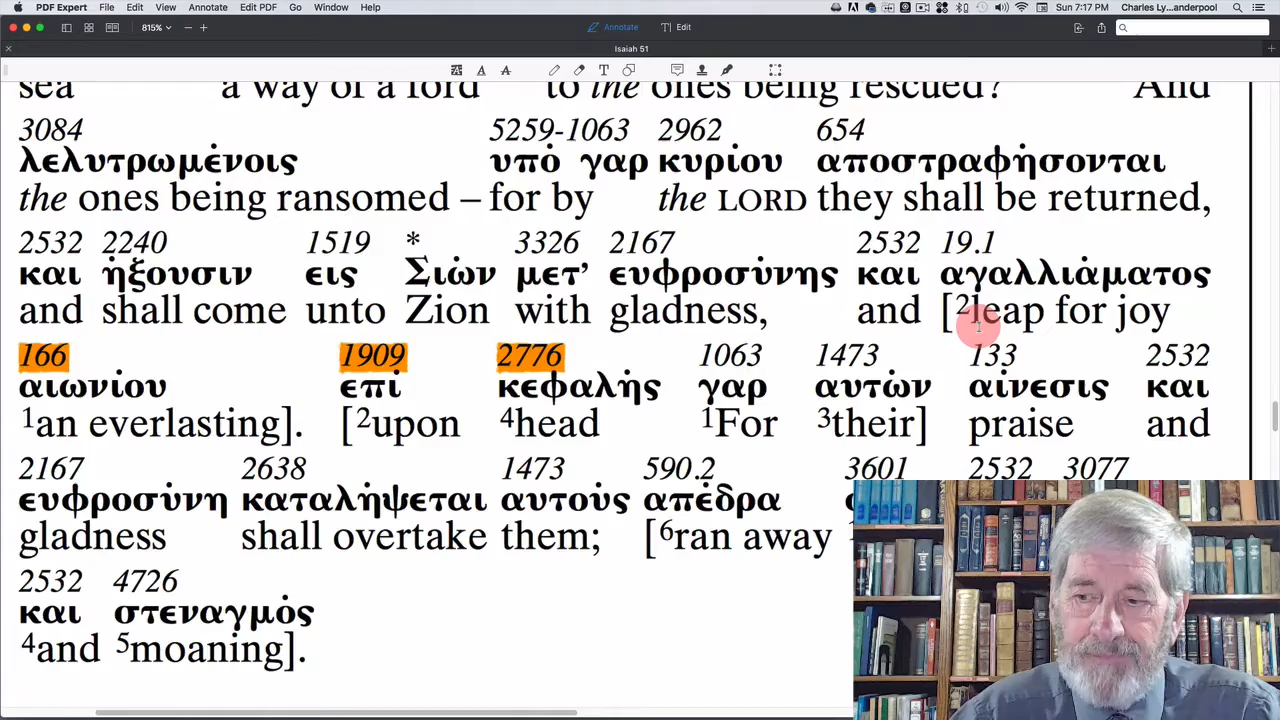 PDF Expert File Edit View Annotate Edit PDF Go Window Help Sun 7:17 PM Charles Ly...anderpool
815% Annotate Edit
Isaiah 51
sea a way of a lord to the ones being rescued? And
3084 5259-1063 2962 654
λελυτρωμένοις υπό γαρ κυρίου αποστραφήσονται
the ones being ransomed – for by the LORD they shall be returned,
2532 2240 1519 * 3326 2167 2532 19.1
και ήξουσιν εις Σιών μετ’ ευφροσύνης και αγαλλιάματος
and shall come unto Zion with gladness, and [2leap for joy
166 1909 2776 1063 1473 133 2532
αιωνίου επί κεφαλής γαρ αυτών αίνεσις και
1an everlasting]. [2upon 4head 1For 3their] praise and
2167 2638 1473 590.2 3601 2532 3077
ευφροσύνη καταλήψεται αυτούς απέδρα
gladness shall overtake them; [6ran away
2532 4726
και στεναγμός
4and 5moaning].